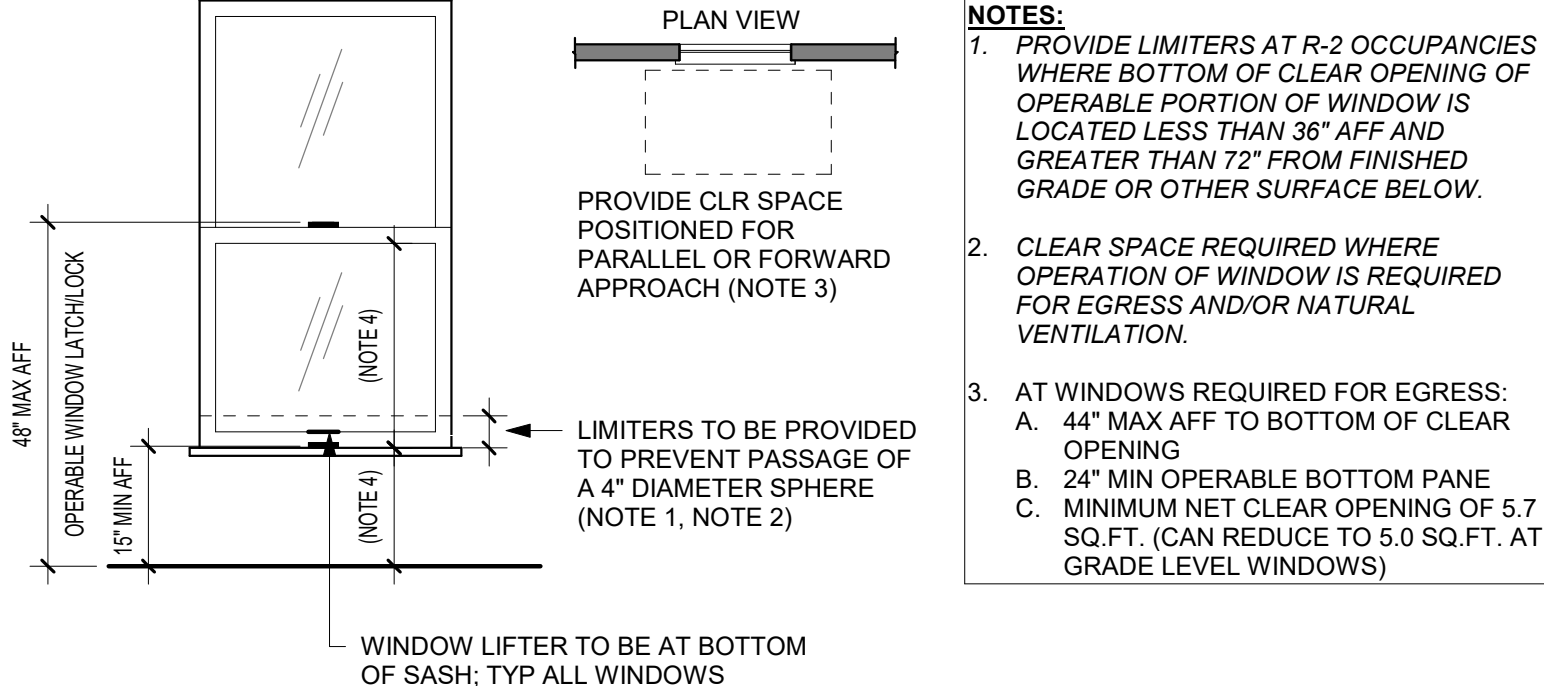 48" MAX AFF
OPERABLE WINDOW LATCH/LOCK
15" MIN AFF
(NOTE 4)
(NOTE 4)
PLAN VIEW
PROVIDE CLR SPACE
POSITIONED FOR
PARALLEL OR FORWARD
APPROACH (NOTE 3)
LIMITERS TO BE PROVIDED
TO PREVENT PASSAGE OF
A 4" DIAMETER SPHERE
(NOTE 1, NOTE 2)
WINDOW LIFTER TO BE AT BOTTOM
OF SASH; TYP ALL WINDOWS
NOTES:
1. PROVIDE LIMITERS AT R-2 OCCUPANCIES
WHERE BOTTOM OF CLEAR OPENING OF
OPERABLE PORTION OF WINDOW IS
LOCATED LESS THAN 36" AFF AND
GREATER THAN 72" FROM FINISHED
GRADE OR OTHER SURFACE BELOW.
2. CLEAR SPACE REQUIRED WHERE
OPERATION OF WINDOW IS REQUIRED
FOR EGRESS AND/OR NATURAL
VENTILATION.
3. AT WINDOWS REQUIRED FOR EGRESS:
A. 44" MAX AFF TO BOTTOM OF CLEAR
OPENING
B. 24" MIN OPERABLE BOTTOM PANE
C. MINIMUM NET CLEAR OPENING OF 5.7
SQ.FT. (CAN REDUCE TO 5.0 SQ.FT. AT
GRADE LEVEL WINDOWS)